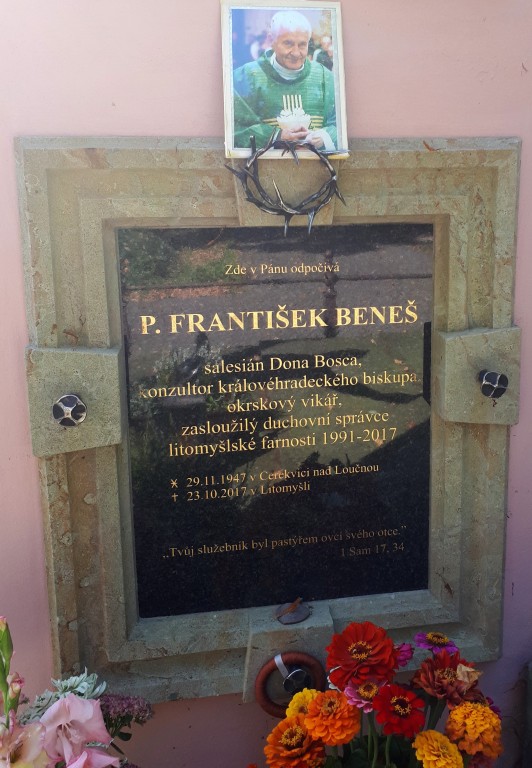 Zde v Pánu odpočívá
P. FRANTIŠEK BENEŠ
salesián Dona Bosca,
konzultor královéhradeckého biskupa,
okrskový vikář,
zasloužilý duchovní správce
litomyšlské farnosti 1991-2017
29.11.1947 v Cerekvici nad Loučnou
† 23.10.2017 v Litomyšli
„Tvůj služebník byl pastýřem ovcí svého otce.”
1 Sam 17, 34